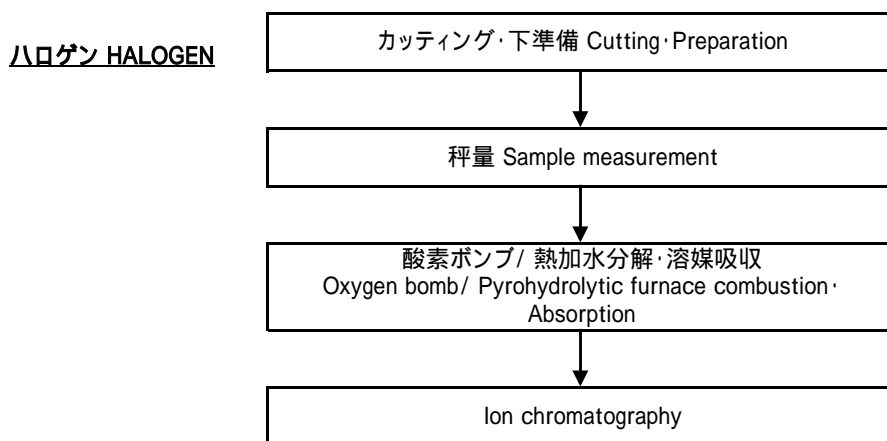 ハロゲン HALOGEN
カッティング・下準備 Cutting・Preparation
秤量 Sample measurement
酸素ボンブ/ 熱加水分解・溶媒吸収
Oxygen bomb/ Pyrohydrolytic furnace combustion・
Absorption
Ion chromatography